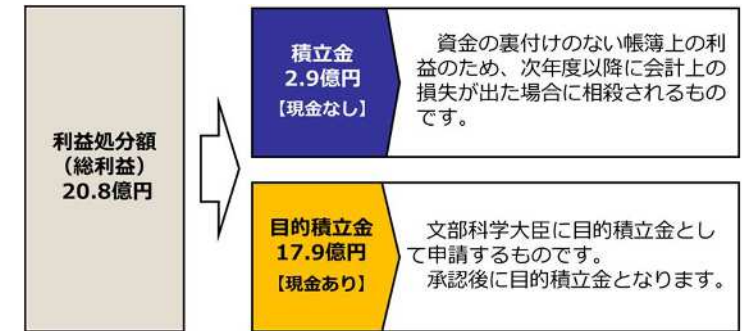 利益処分額
（総利益）
20.8億円
積立金
2.9億円
【現金なし】
資金の裏付けのない帳簿上の利
益のため、次年度以降に会計上の
損失が出た場合に相殺されるもの
です。
目的積立金
17.9億円
【現金あり】
文部科学大臣に目的積立金とし
て申請するものです。
承認後に目的積立金となります。